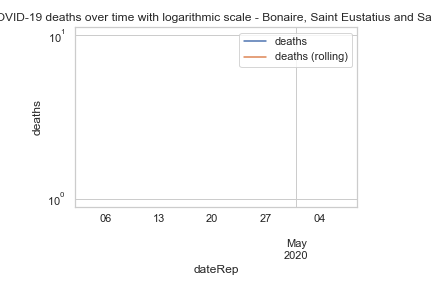 OVID-19 deaths over time with logarithmic scale - Bonaire, Saint Eustatius and Sa
10¹
deaths
deaths (rolling)
deaths
10⁰
06 13 20 27 04
May
2020
dateRep